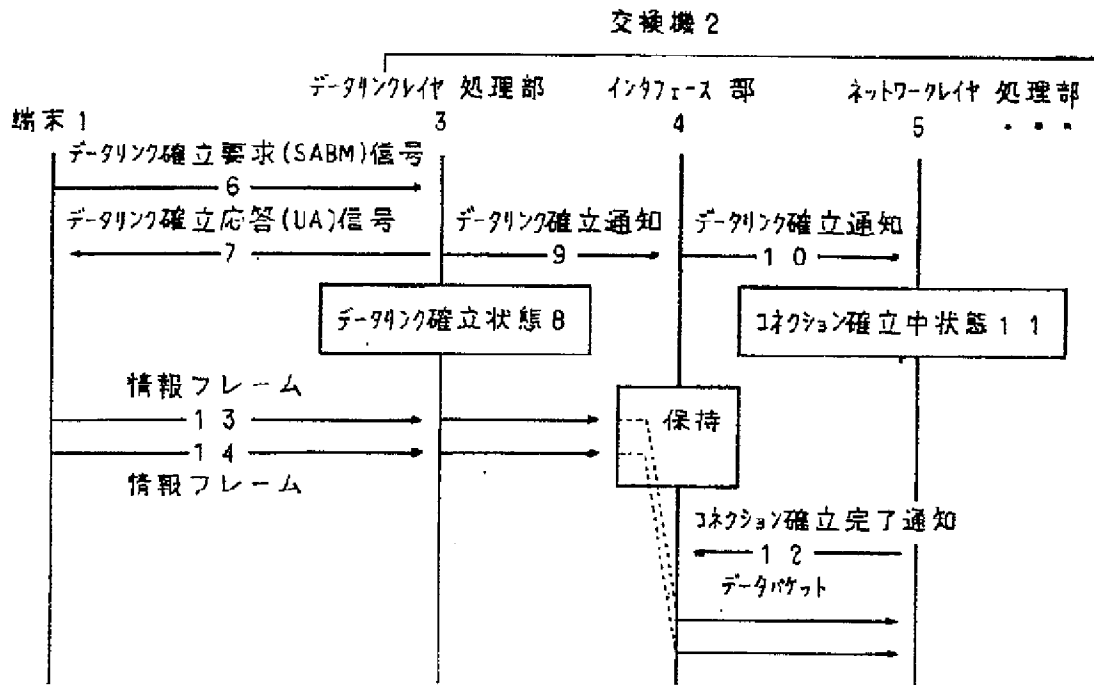 交換機2
データリンクレイヤ 処理部 インタフェース 部 ネットワークレイヤ 処理部
端末1 3 4 5 ・・・
データリンク確立要求(SABM)信号
6
データリンク確立応答(UA)信号 データリンク確立通知 データリンク確立通知
7 9 10
データリンク確立状態8 コネクション確立中状態11
情報フレーム
13 保持
14
情報フレーム
コネクション確立完了通知
12
データパケット